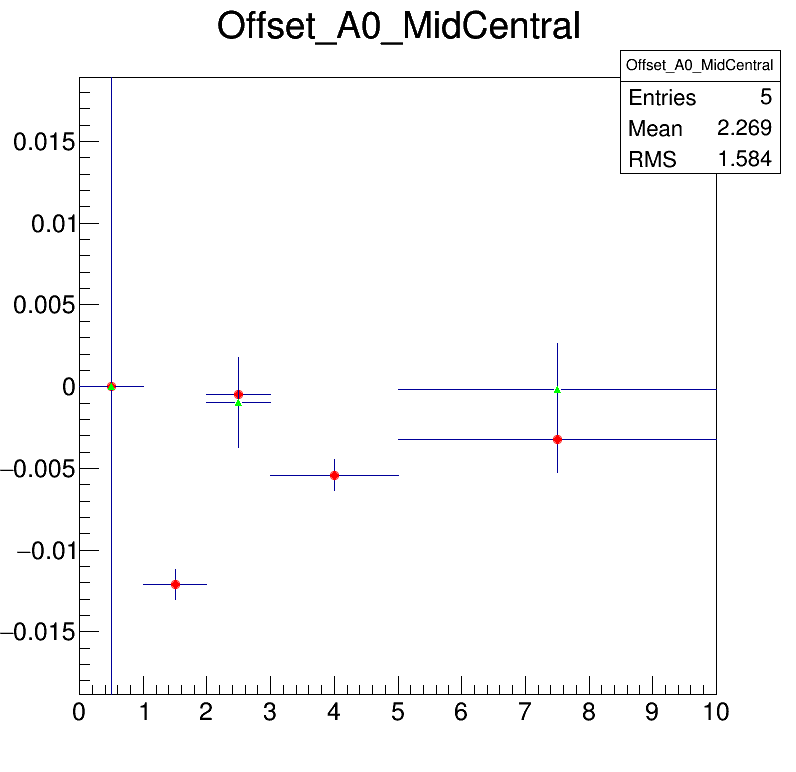 Offset_A0_MidCentral
Offset_A0_MidCentral
Entries 5
Mean 2.269
RMS 1.584
0.015
0.01
0.005
0
−0.005
−0.01
−0.015
0 1 2 3 4 5 6 7 8 9 10